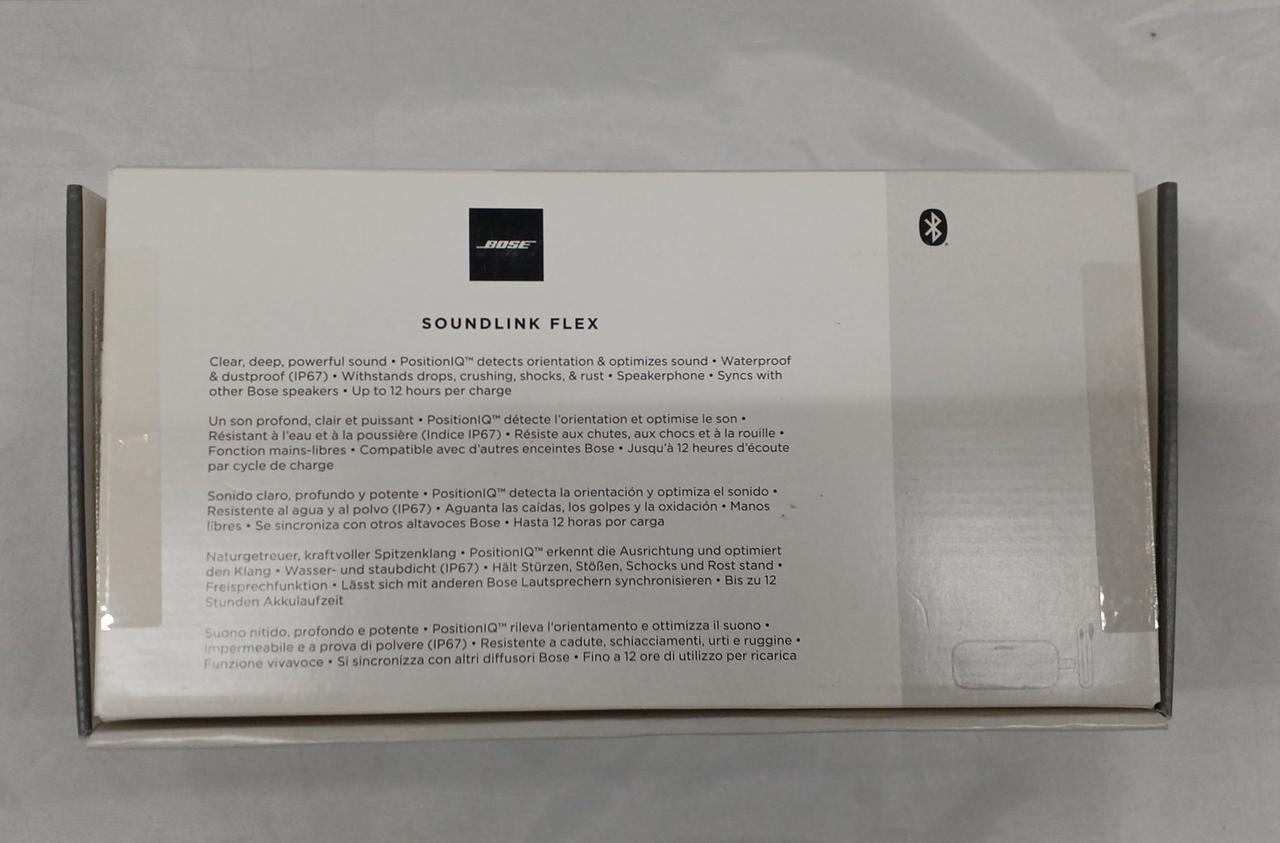 BOSE
SOUNDLINK FLEX
Clear, deep, powerful sound • PositionIQ™ detects orientation & optimizes sound • Waterproof
& dustproof (IP67) • Withstands drops, crushing, shocks, & rust • Speakerphone • Syncs with
other Bose speakers • Up to 12 hours per charge
Un son profond, clair et puissant • PositionIQ™ détecte l'orientation et optimise le son •
Résistant à l'eau et à la poussière (Indice IP67) • Résiste aux chutes, aux chocs et à la rouille •
Fonction mains-libres • Compatible avec d'autres enceintes Bose • Jusqu'à 12 heures d'écoute
par cycle de charge
Sonido claro, profundo y potente • PositionIQ™ detecta la orientación y optimiza el sonido •
Resistente al agua y al polvo (IP67) • Aguanta las caídas, los golpes y la oxidación • Manos
libres • Se sincroniza con otros altavoces Bose • Hasta 12 horas por carga
Naturgetreuer, kraftvoller Spitzenklang • PositionIQ™ erkennt die Ausrichtung und optimiert
den Klang • Wasser- und staubdicht (IP67) • Hält Stürzen, Stößen, Schocks und Rost stand •
Freisprechfunktion • Lässt sich mit anderen Bose Lautsprechern synchronisieren • Bis zu 12
Stunden Akkulaufzeit
Suono nitido, profondo e potente • PositionIQ™ rileva l'orientamento e ottimizza il suono •
Impermeabile e a prova di polvere (IP67) • Resistente a cadute, schiacciamenti, urti e ruggine •
Funzione vivavoce • Si sincronizza con altri diffusori Bose • Fino a 12 ore di utilizzo per ricarica